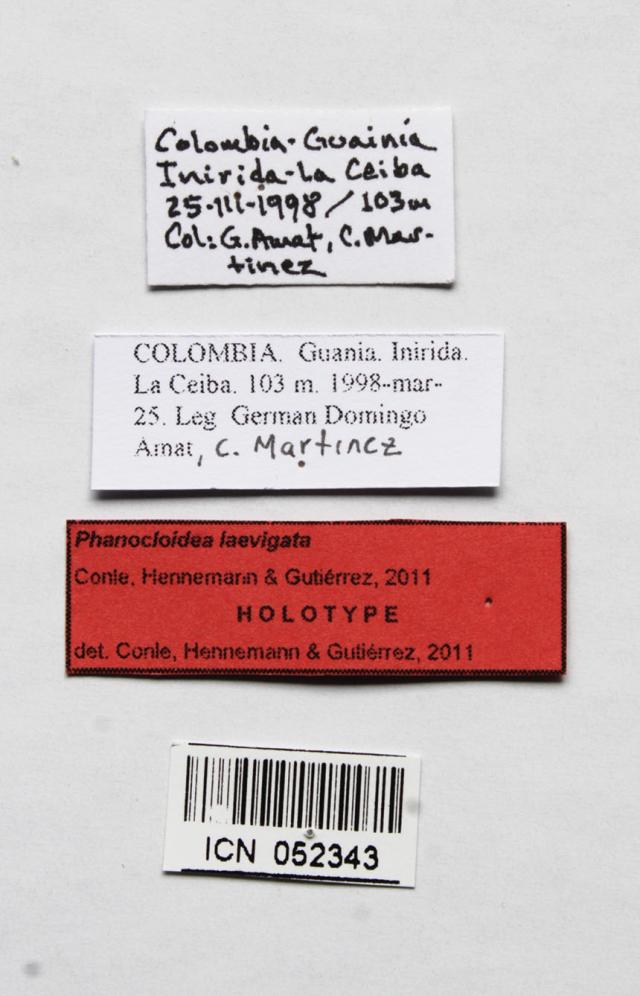 Colombia-Guainía
Inirida-La Ceiba
25-III-1998/103m
Col:G.Amat, C.Mar-
tinez
COLOMBIA. Guania. Inirida.
La Ceiba. 103 m. 1998-mar-
25. Leg German Domingo
Amat, C. Martinez
Phanocloidea laevigata
Conle, Hennemann & Gutiérrez, 2011
HOLOTYPE
det. Conle, Hennemann & Gutiérrez, 2011
ICN 052343